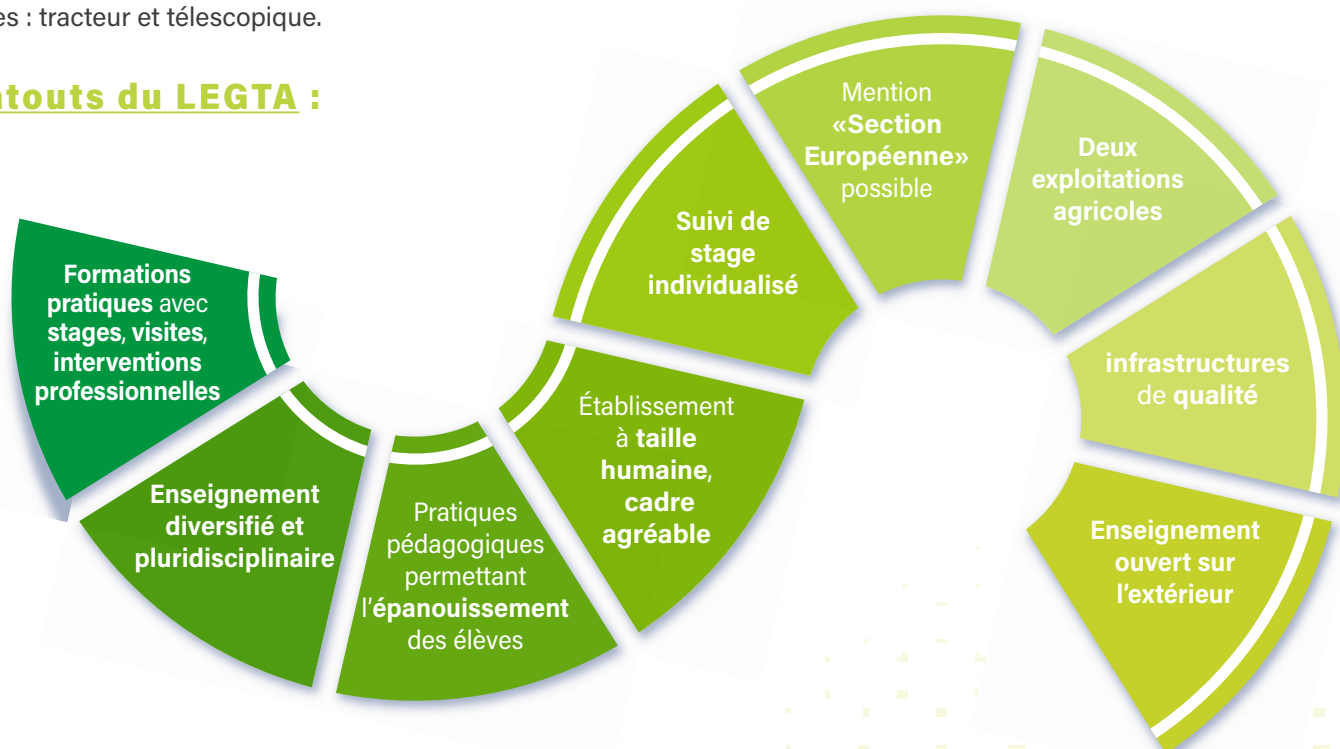 es : tracteur et télescopique.
touts du LEGTA :
Formations
pratiques avec
stages, visites,
interventions
professionnelles
Enseignement
diversifié et
pluridisciplinaire
Pratiques
pédagogiques
permettant
l'épanouissement
des élèves
Établissement
à taille
humaine,
cadre
agréable
Suivi de
stage
individualisé
Mention
«Section
Européenne»
possible
Deux
exploitations
agricoles
infrastructures
de qualité
Enseignement
ouvert sur
l'extérieur